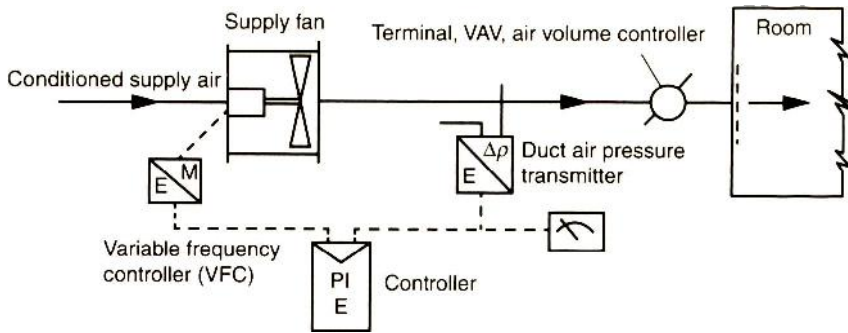 Supply fan
Terminal, VAV, air volume controller
Room
Conditioned supply air
Δρ
E
Duct air pressure
transmitter
E
M
Variable frequency
controller (VFC)
PI
E
Controller